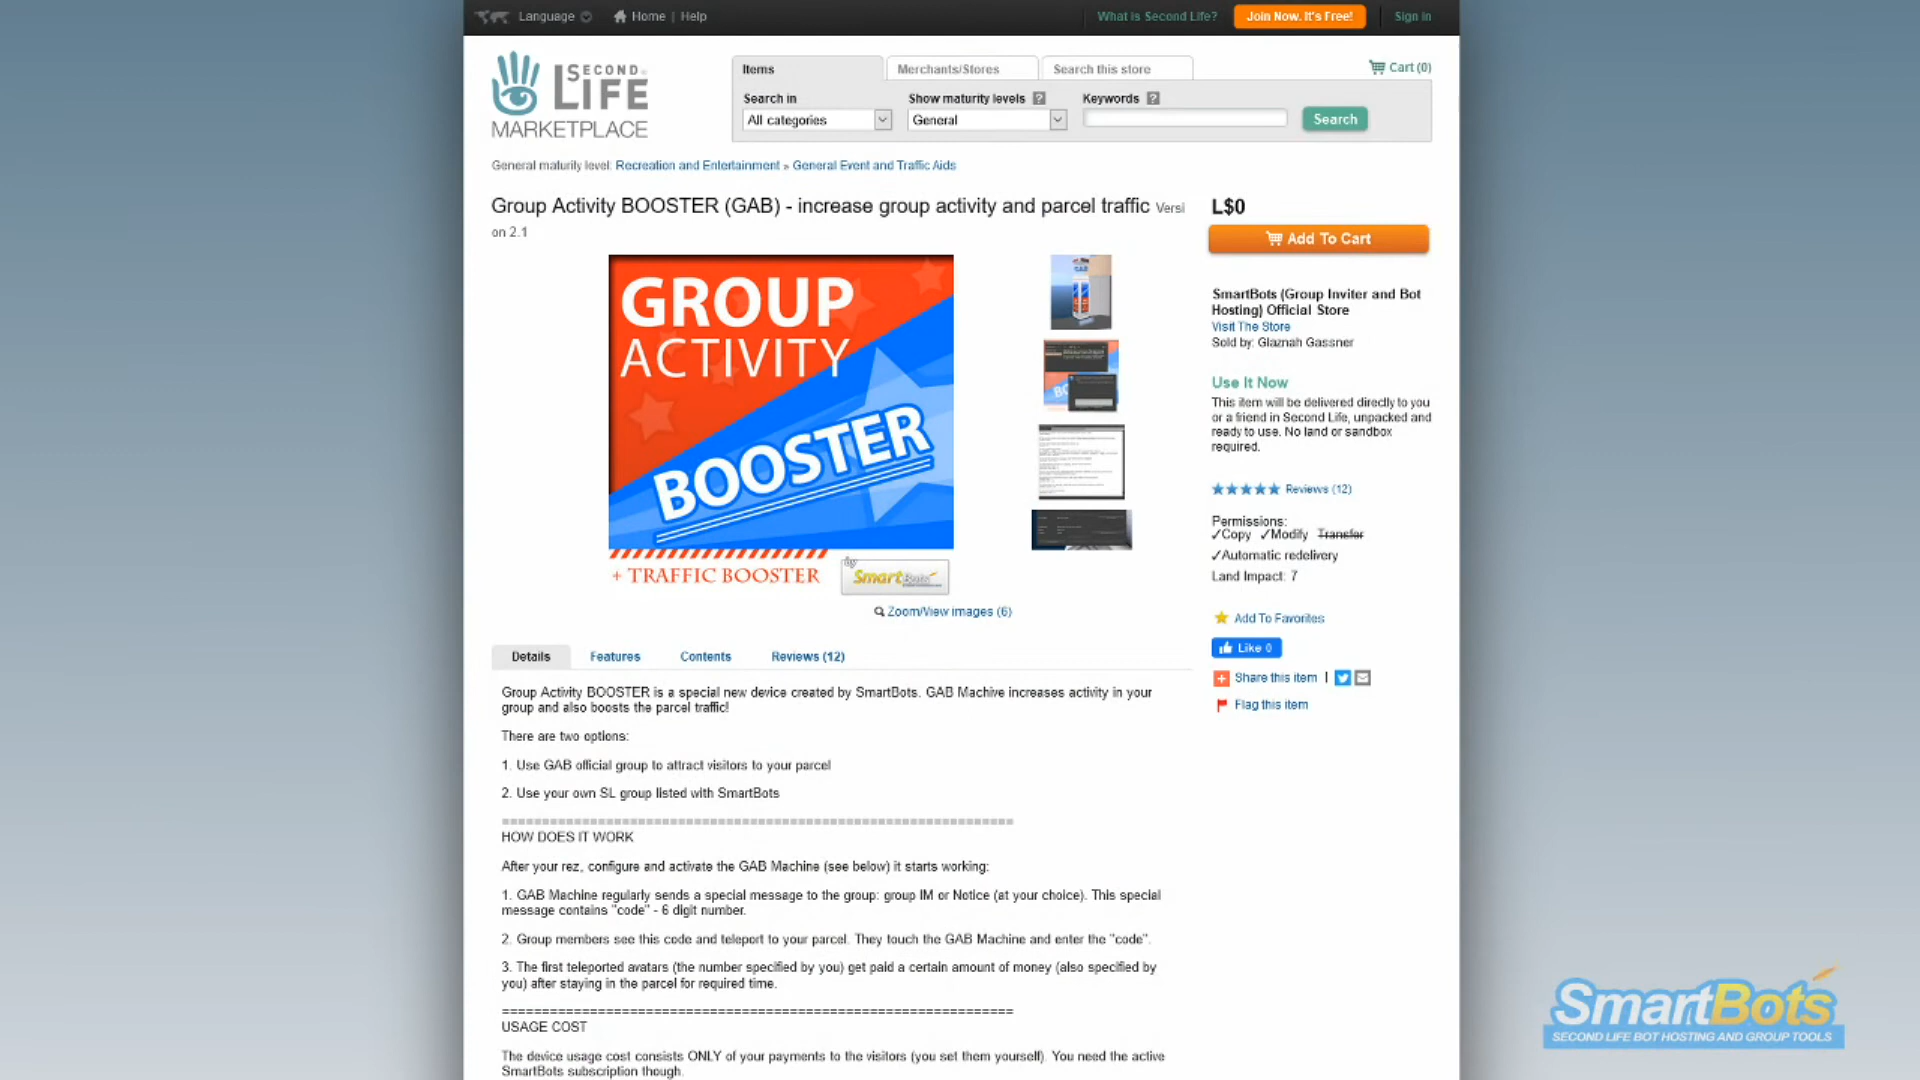 Language Home | Help What is Second Life? Join Now. It's Free! Sign In
SECOND LIFE MARKETPLACE
Items Merchants/Stores Search this store Cart (0)
Search in Show maturity levels ? Keywords ?
All categories General Search
General maturity level: Recreation and Entertainment » General Event and Traffic Aids
Group Activity BOOSTER (GAB) - increase group activity and parcel traffic Versi
on 2.1
L$0
Add To Cart
GROUP
ACTIVITY
BOOSTER
+ TRAFFIC BOOSTER
by SmartBots
Zoom/View images (6)
SmartBots (Group Inviter and Bot
Hosting) Official Store
Visit The Store
Sold by: Glaznah Gassner
Use It Now
This item will be delivered directly to you
or a friend in Second Life, unpacked and
ready to use. No land or sandbox
required.
Reviews (12)
Permissions:
✓Copy ✓Modify Transfer
✓Automatic redelivery
Land Impact: 7
Add To Favorites
Like 0
Share this item |
Flag this item
Details Features Contents Reviews (12)
Group Activity BOOSTER is a special new device created by SmartBots. GAB Machive increases activity in your
group and also boosts the parcel traffic!
There are two options:
1. Use GAB official group to attract visitors to your parcel
2. Use your own SL group listed with SmartBots
================================================================
HOW DOES IT WORK
After your rez, configure and activate the GAB Machine (see below) it starts working:
1. GAB Machine regularly sends a special message to the group: group IM or Notice (at your choice). This special
message contains "code" - 6 digit number.
2. Group members see this code and teleport to your parcel. They touch the GAB Machine and enter the "code".
3. The first teleported avatars (the number specified by you) get paid a certain amount of money (also specified by
you) after staying in the parcel for required time.
================================================================
USAGE COST
The device usage cost consists ONLY of your payments to the visitors (you set them yourself). You need the active
SmartBots subscription though.
SmartBots
SECOND LIFE BOT HOSTING AND GROUP TOOLS